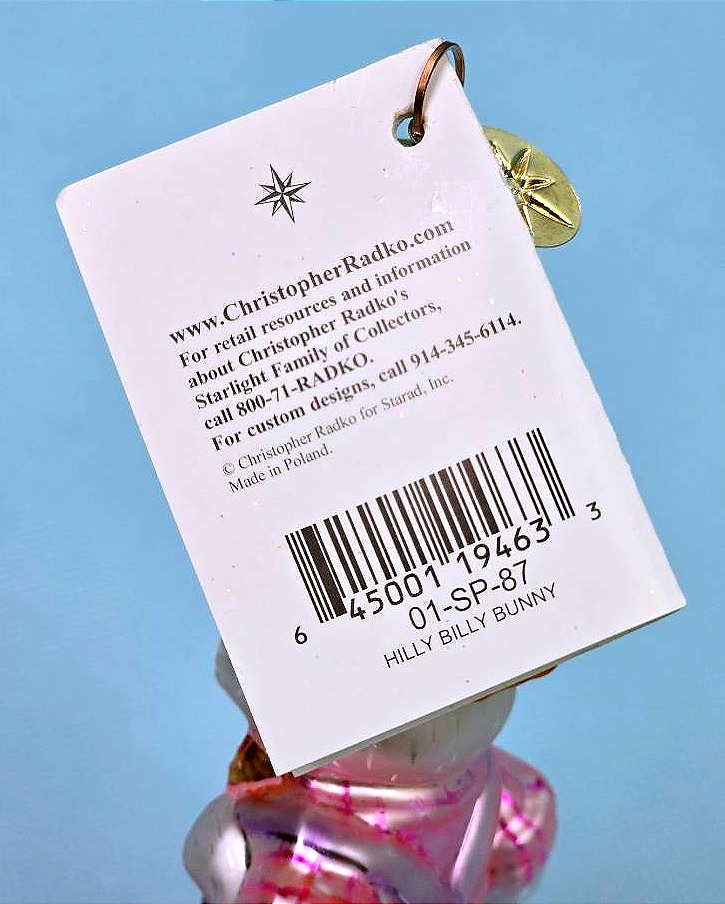 www.ChristopherRadko.com
For retail resources and information
about Christopher Radko's
Starlight Family of Collectors,
call 800-71-RADKO.
For custom designs, call 914-345-6114.
© Christopher Radko for Starad, Inc.
Made in Poland.
6 45001 19463 3
01-SP-87
HILLY BILLY BUNNY